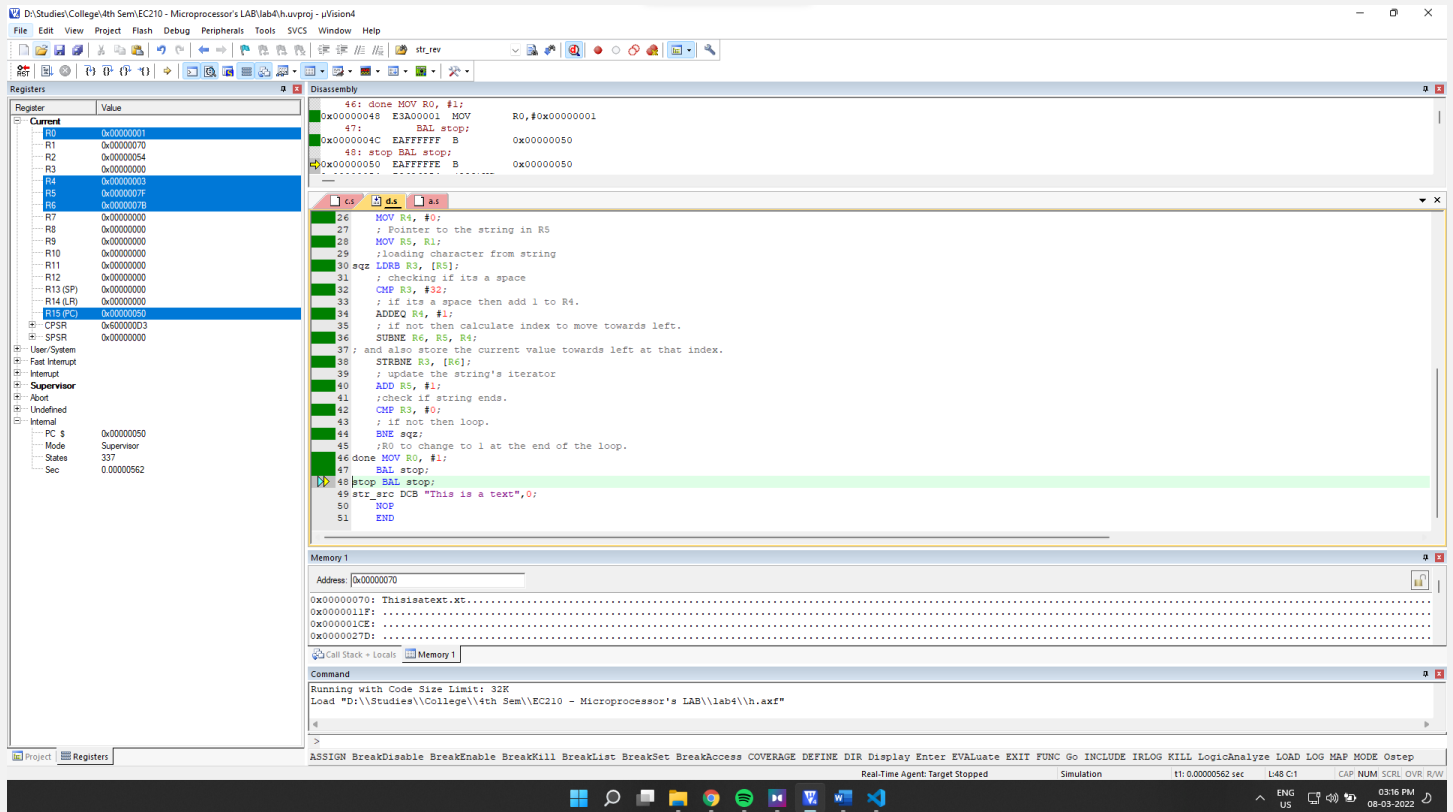 D:\Studies\College\4th Sem\EC210 - Microprocessor's LAB\lab4\h.uvproj - µVision4
File Edit View Project Flash Debug Peripherals Tools SVCS Window Help
str_rev
RST
Registers
Register Value
Current
R0 0x00000001
R1 0x00000070
R2 0x00000054
R3 0x00000000
R4 0x00000003
R5 0x0000007F
R6 0x0000007B
R7 0x00000000
R8 0x00000000
R9 0x00000000
R10 0x00000000
R11 0x00000000
R12 0x00000000
R13 (SP) 0x00000000
R14 (LR) 0x00000000
R15 (PC) 0x00000050
CPSR 0x600000D3
SPSR 0x00000000
User/System
Fast Interrupt
Interrupt
Supervisor
Abort
Undefined
Internal
PC $ 0x00000050
Mode Supervisor
States 337
Sec 0.00000562
Project Registers
Disassembly
46: done MOV R0, #1;
0x00000048 E3A00001 MOV R0,#0x00000001
47: BAL stop;
0x0000004C EAFFFFFF B 0x00000050
48: stop BAL stop;
0x00000050 EAFFFFFE B 0x00000050
c.s d.s a.s
26 MOV R4, #0;
27 ; Pointer to the string in R5
28 MOV R5, R1;
29 ;loading character from string
30 sqz LDRB R3, [R5];
31 ; checking if its a space
32 CMP R3, #32;
33 ; if its a space then add 1 to R4.
34 ADDEQ R4, #1;
35 ; if not then calculate index to move towards left.
36 SUBNE R6, R5, R4;
37 ; and also store the current value towards left at that index.
38 STRBNE R3, [R6];
39 ; update the string's iterator
40 ADD R5, #1;
41 ;check if string ends.
42 CMP R3, #0;
43 ; if not then loop.
44 BNE sqz;
45 ;R0 to change to 1 at the end of the loop.
46 done MOV R0, #1;
47 BAL stop;
48 stop BAL stop;
49 str_src DCB "This is a text",0;
50 NOP
51 END
Memory 1
Address: 0x00000070
0x00000070: Thisisatext.xt.....
0x0000011F: .....
0x000001CE: .....
0x0000027D: .....
Call Stack + Locals Memory 1
Command
Running with Code Size Limit: 32K
Load "D:\\Studies\\College\\4th Sem\\EC210 - Microprocessor's LAB\\lab4\\h.axf"
>
ASSIGN BreakDisable BreakEnable BreakKill BreakList BreakSet BreakAccess COVERAGE DEFINE DIR Display Enter EVALuate EXIT FUNC Go INCLUDE IRLOG KILL LogicAnalyze LOAD LOG MAP MODE Ostep
Real-Time Agent: Target Stopped Simulation t1: 0.00000562 sec L:48 C:1 CAP NUM SCRL OVR R/W
ENG US 03:16 PM
08-03-2022